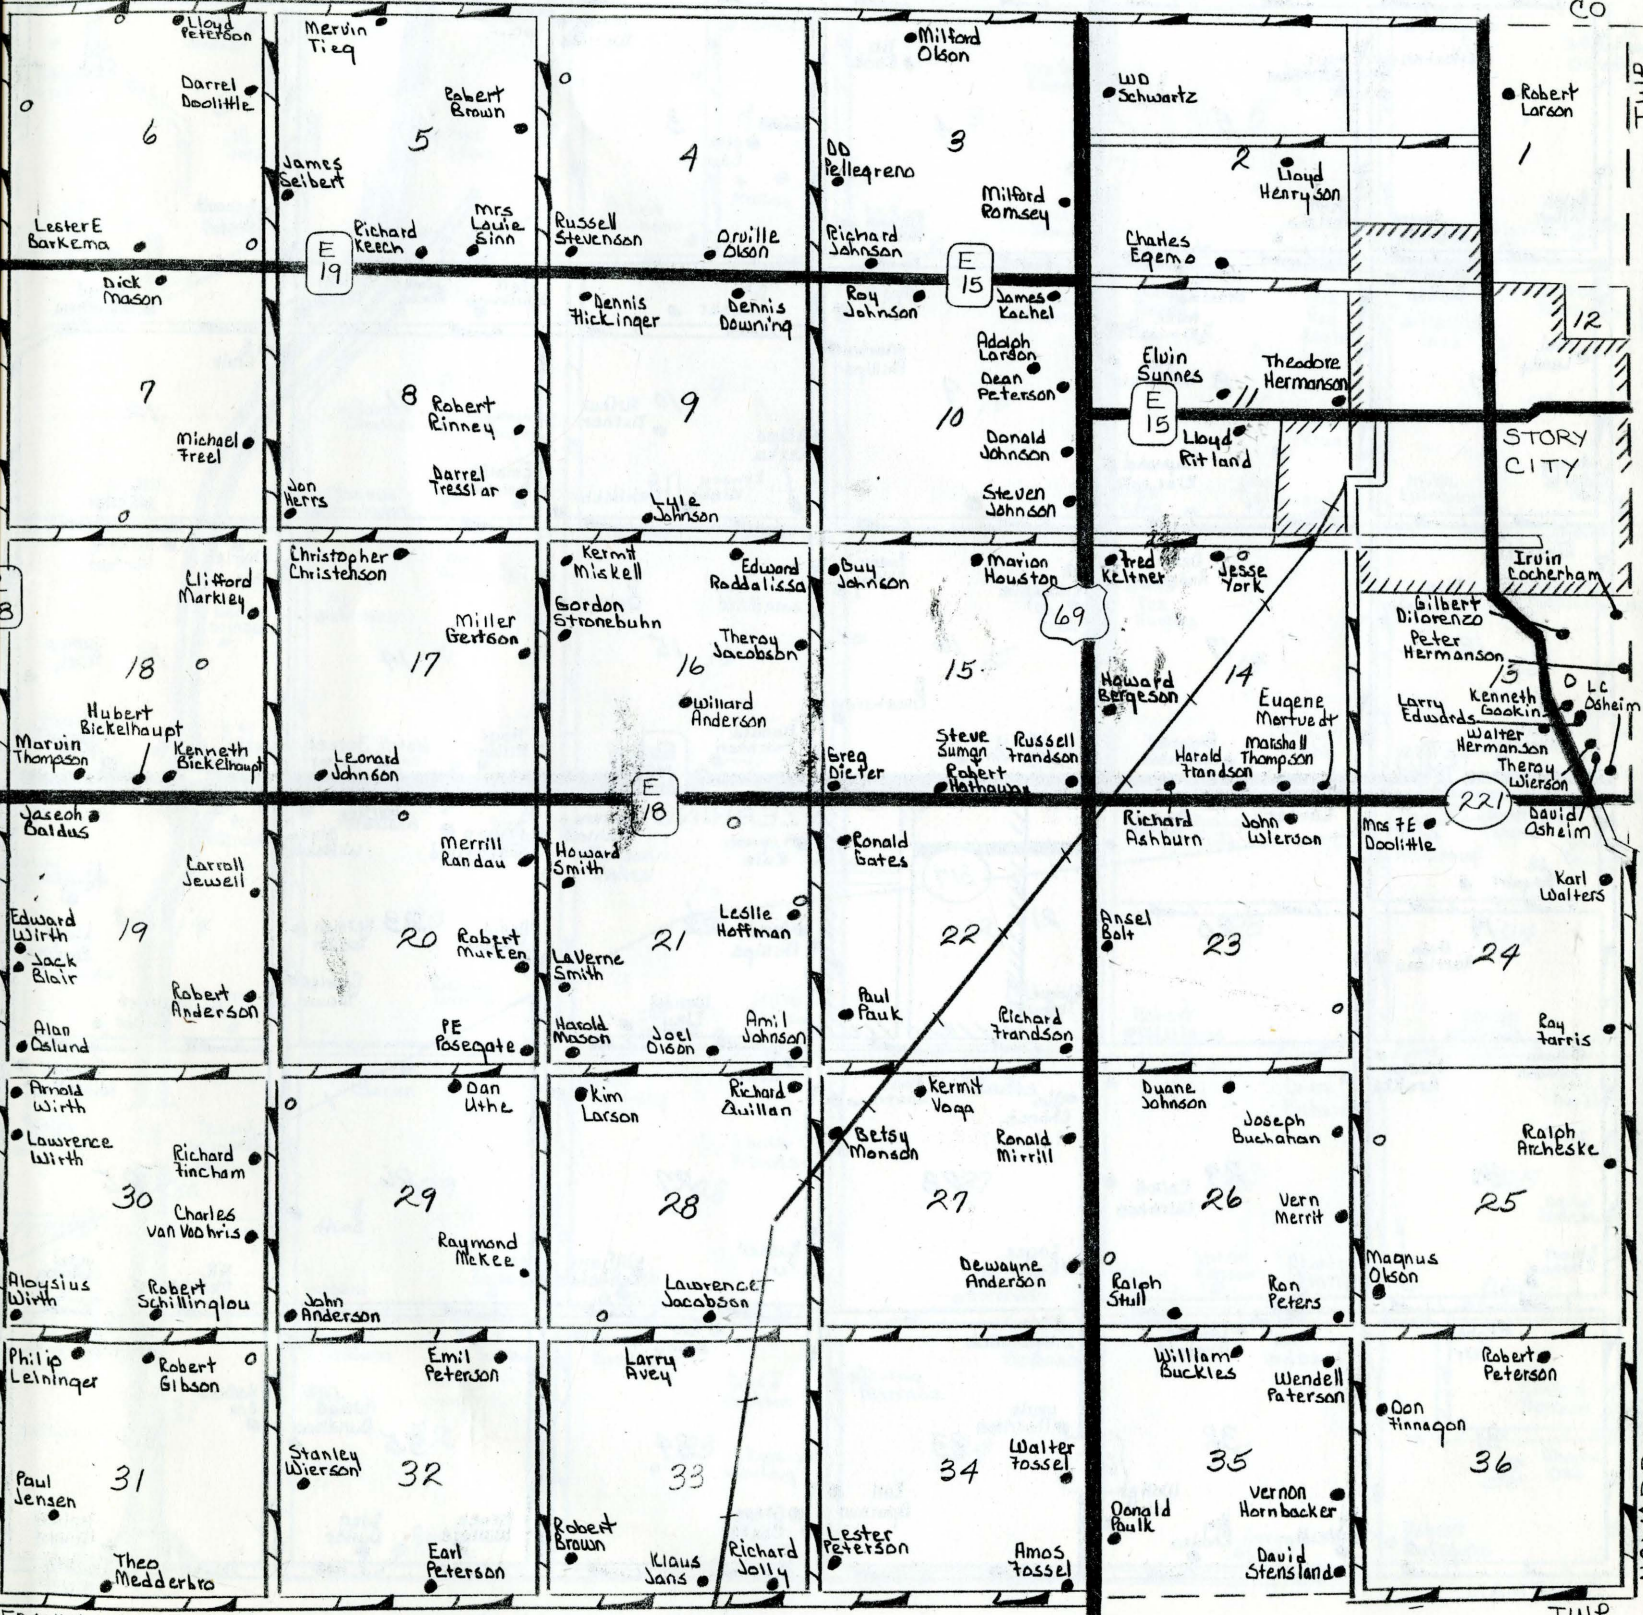 CO
Lloyd
Peterson
Darrel
Doolittle
6
Lester E
Barkema
Mervin
Tieg
Robert
Brown
5
James
Seibert
Richard
Keech
Mrs
Louie
Sinn
E
19
4
Russell
Stevenson
Orville
Olson
Milford
Olson
3
DD
Pellegreno
Milford
Romsey
Richard
Johnson
E
15
WD
Schwartz
2
Lloyd
Henryson
Charles
Egemo
Robert
Larson
1
Dick
Mason
7
Michael
Freel
8
Robert
Rinney
Darrel
Tresslar
Jon
Herrs
Dennis
Flickinger
Dennis
Downing
9
Lyle
Johnson
Roy
Johnson
James
Kachel
Adolph
Larson
Dean
Peterson
10
Donald
Johnson
Steven
Johnson
Elvin
Sunnes
Theodore
Hermanson
11
E
15
Lloyd
Ritland
12
STORY
CITY
8
Clifford
Markley
18
Hubert
Bickelhaupt
Marvin
Thompson
Kenneth
Bickelhaupt
Christopher
Christenson
Miller
Gertson
17
Leonard
Johnson
Kermit
Miskell
Edward
Roddalissa
Gordon
Stronebuhn
Theroy
Jacobson
16
Willard
Anderson
E
18
Guy
Johnson
Marion
Houston
15
Greg
Dieter
Steve
Suman
Robert
Hathaway
Russell
Frandson
69
Fred
Keltner
Jesse
York
Howard
Bergeson
14
Eugene
Mortvedt
Marshall
Thompson
Harold
Frandson
Irvin
Cocherham
Gilbert
Dilorenzo
Peter
Hermanson
13
LC
Osheim
Kenneth
Gookin
Larry
Edwards
Walter
Hermanson
Theroy
Wierson
221
David
Osheim
Joseph
Baldus
Carroll
Jewell
Edward
Wirth
19
Jack
Blair
Robert
Anderson
Alan
Oslund
Merrill
Randau
20
Robert
Murken
PE
Posegate
Howard
Smith
Leslie
Hoffman
21
LaVerne
Smith
Harold
Mason
Joel
Olson
Amil
Johnson
Ronald
Gates
22
Paul
Pauk
Richard
Frandson
Richard
Ashburn
John
Wierson
Ansel
Bolt
23
Mrs FE
Doolittle
Karl
Walters
24
Ray
Farris
Arnold
Wirth
Lawrence
Wirth
Richard
Fincham
30
Charles
van Voohris
Aloysius
Wirth
Robert
Schillinglou
Dan
Uthe
29
Raymond
McKee
John
Anderson
Kim
Larson
Richard
Quillan
28
Lawrence
Jacobson
Kermit
Voga
Betsy
Monson
Ronald
Mirrill
27
Dewayne
Anderson
Duane
Johnson
Joseph
Buchahan
26
Vern
Merrit
Ralph
Stull
Ron
Peters
Ralph
Archeske
25
Magnus
Olson
Philip
Leininger
Robert
Gibson
31
Paul
Jensen
Theo
Medderbro
Emil
Peterson
Stanley
Wierson
32
Earl
Peterson
Larry
Avey
33
Robert
Brown
Klaus
Jans
Richard
Jolly
Walter
Fossel
34
Lester
Peterson
Amos
Fossel
William
Buckles
Wendell
Paterson
35
Vernon
Hornbacker
Donald
Paulk
David
Stensland
Robert
Peterson
Don
Finnagon
36
TWP